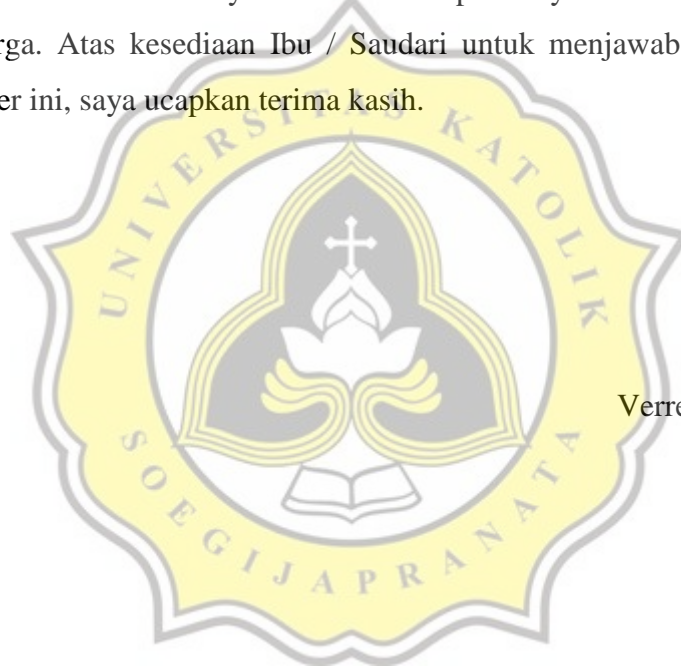 rga. Atas kesediaan Ibu / Saudari untuk menjawab
er ini, saya ucapkan terima kasih.
UNIVERSITAS KATOLIK
Verre
SOEGIJAPRANATA